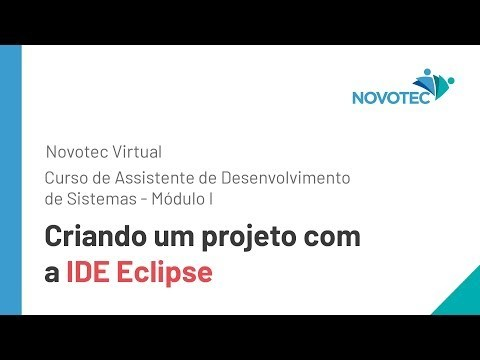 NOVOTEC
Novotec Virtual
Curso de Assistente de Desenvolvimento
de Sistemas - Módulo I
Criando um projeto com
a IDE Eclipse